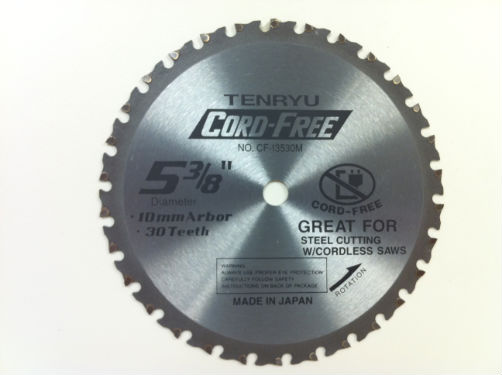 TENRYU
CORD-FREE
NO. CF-13530M
5 3/8"
Diameter
· 10mm Arbor
· 30 Teeth
CORD-FREE
GREAT FOR
STEEL CUTTING
W/CORDLESS SAWS
WARNING:
ALWAYS USE PROPER EYE PROTECTION
CAREFULLY FOLLOW SAFETY
INSTRUCTIONS ON BACK OR PACKAGE
ROTATION
MADE IN JAPAN